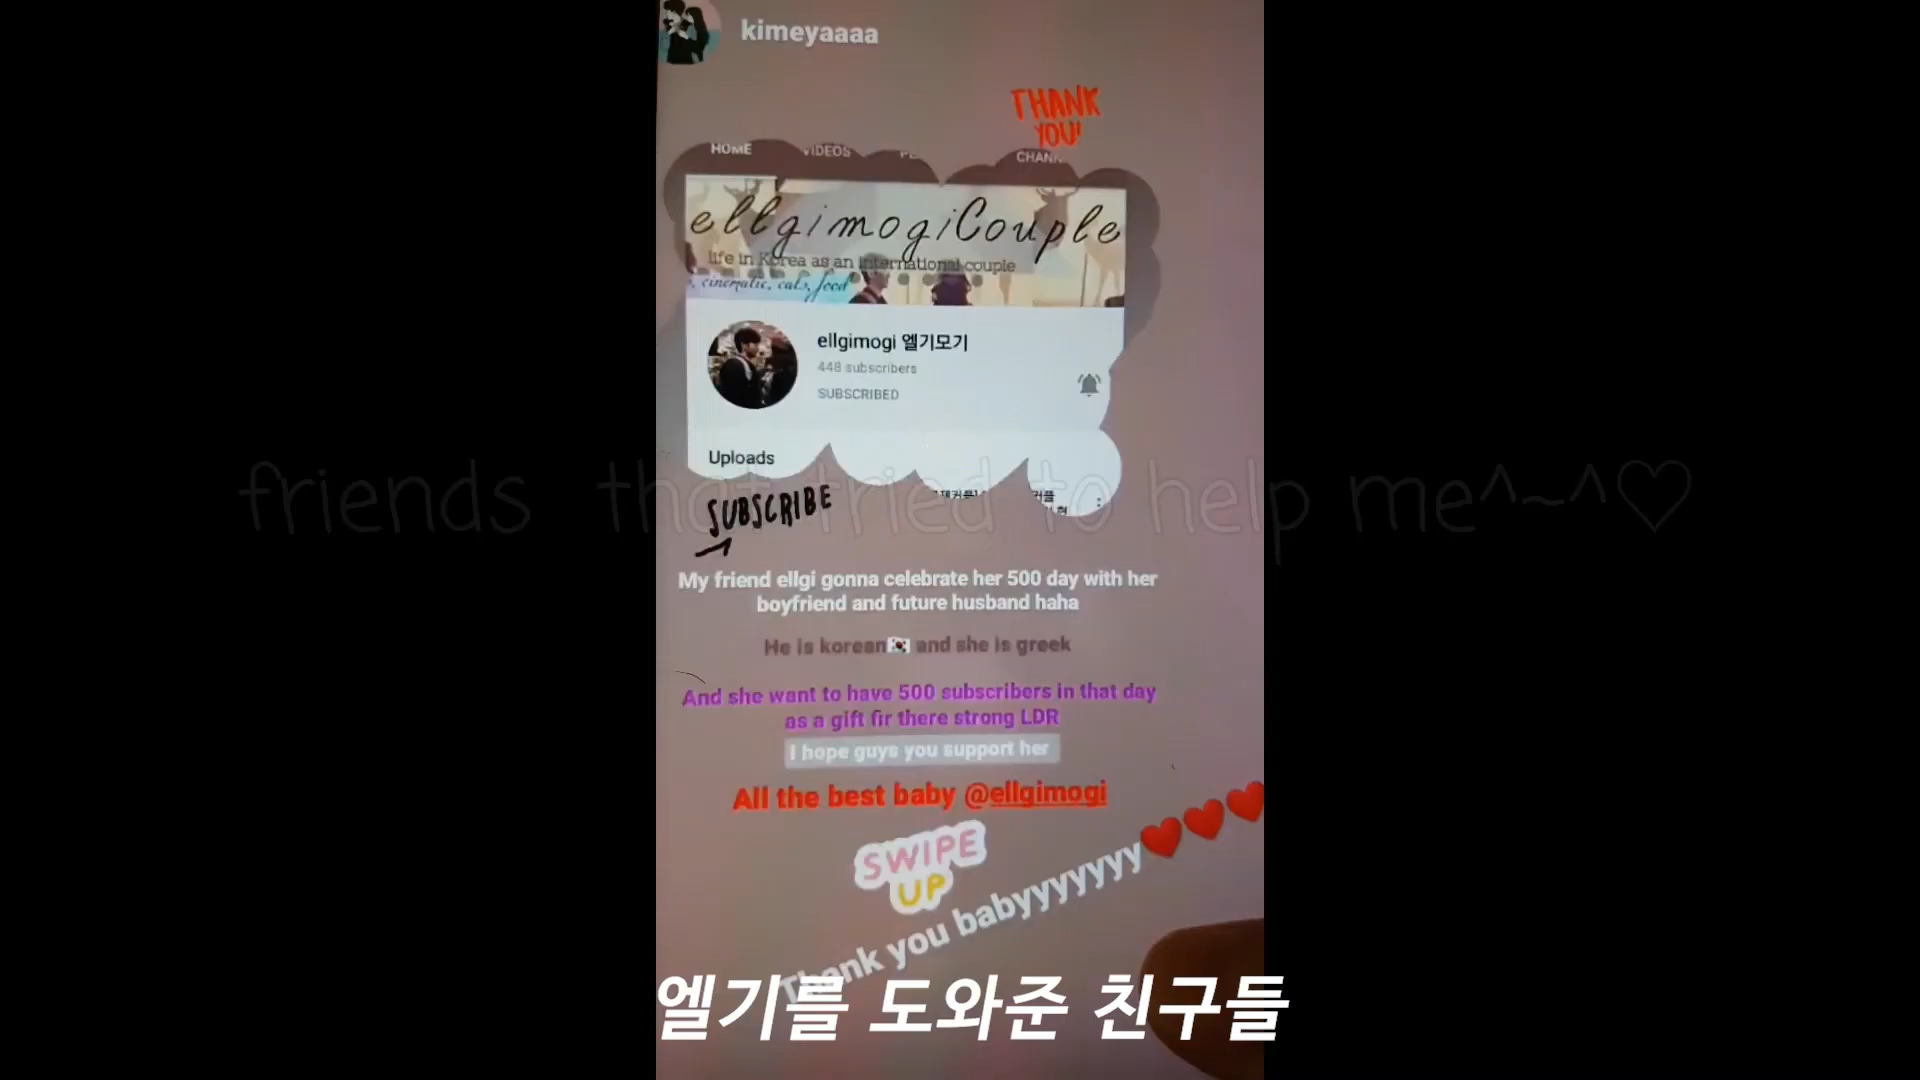 kimeyaaaa
THANK
YOU!
HOME VIDEOS
ellgimogiCouple
life in Korea as an international couple
, cinematic, cats, food
ellgimogi 엘기모기
448 subscribers
SUBSCRIBED
Uploads
friends that tried to help me^~^♡
SUBSCRIBE
My friend ellgi gonna celebrate her 500 day with her
boyfriend and future husband haha
He is korean🇰🇷 and she is greek
And she want to have 500 subscribers in that day
as a gift fir there strong LDR
I hope guys you support her
All the best baby @ellgimogi
SWIPE
UP
Thank you babyyyyyyy❤❤❤
엘기를 도와준 친구들